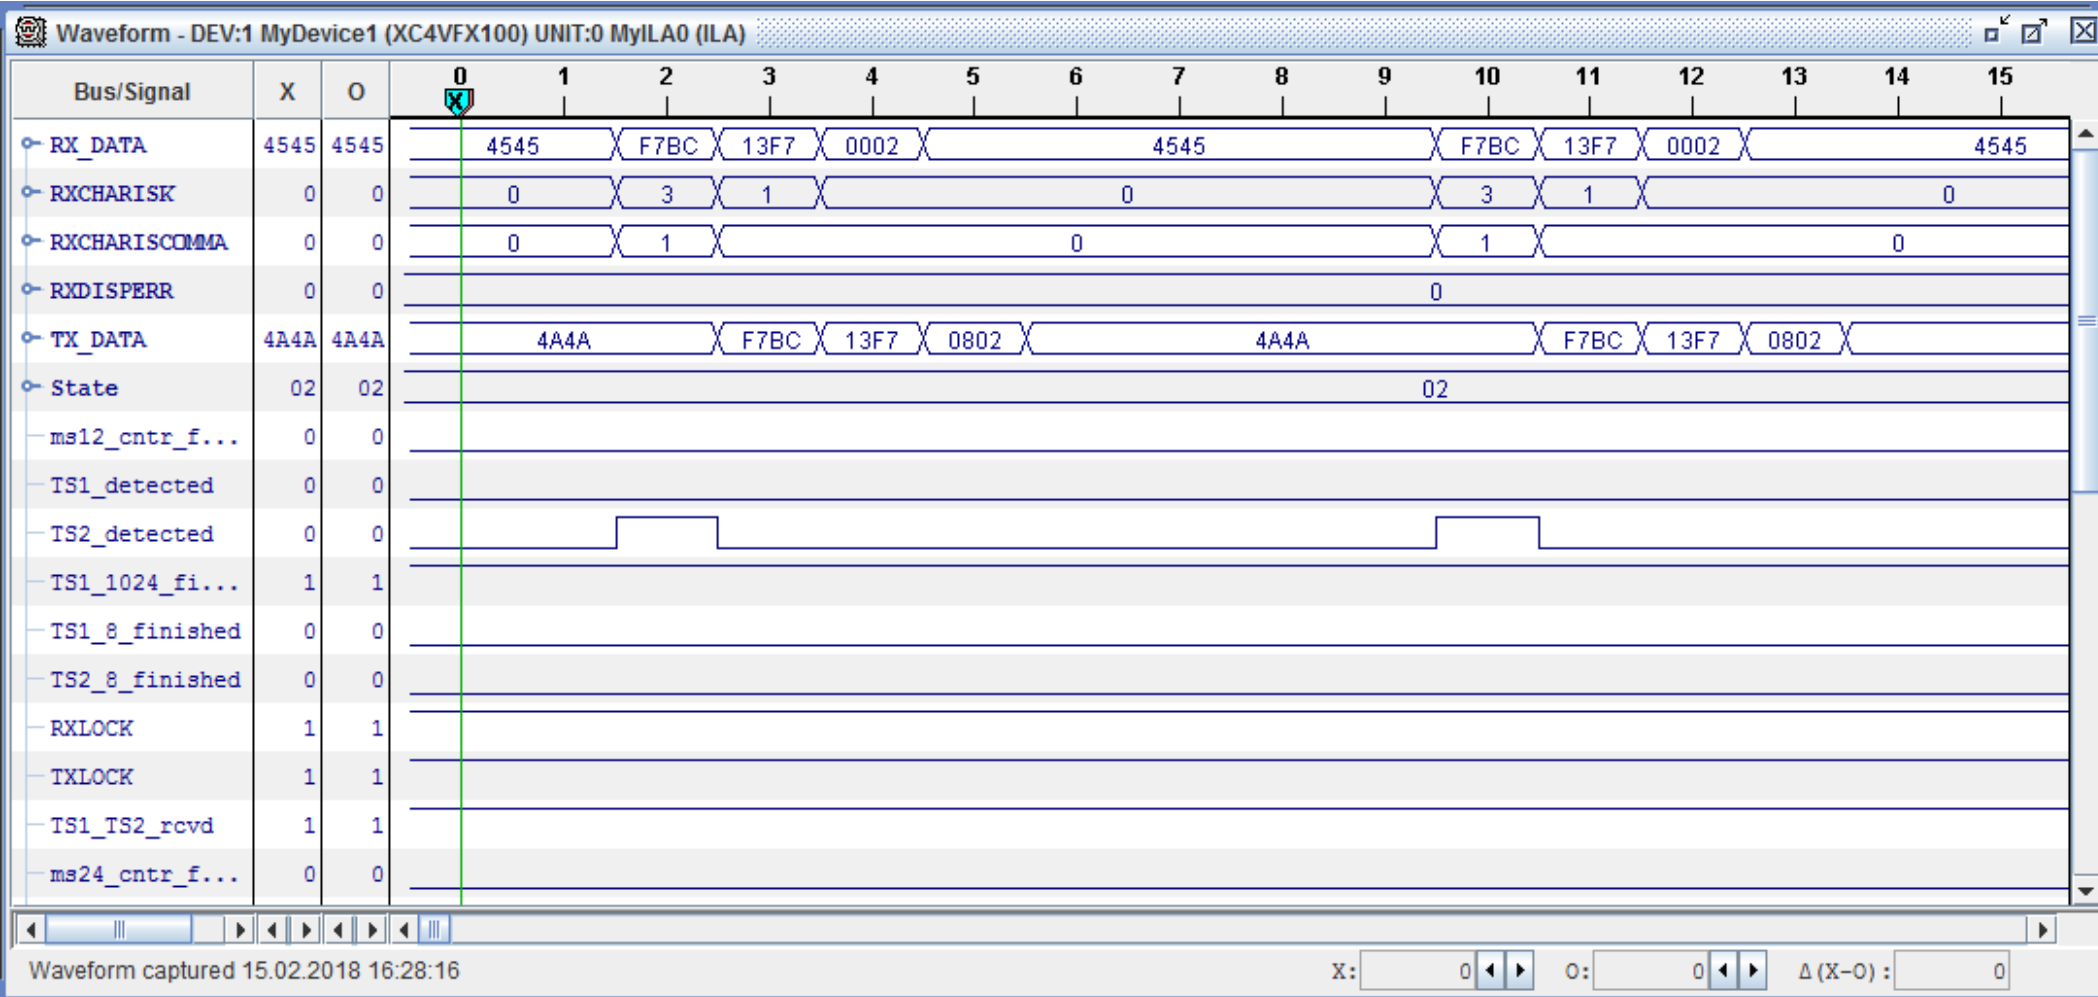 Waveform - DEV:1 MyDevice1 (XC4VFX100) UNIT:0 MyILA0 (ILA)
Bus/Signal X O 0 1 2 3 4 5 6 7 8 9 10 11 12 13 14 15
X
RX_DATA 4545 4545 4545 F7BC 13F7 0002 4545 F7BC 13F7 0002 4545
RXCHARISK 0 0 0 3 1 0 3 1 0
RXCHARISCOMMA 0 0 0 1 0 1 0
RXDISPERR 0 0 0
TX_DATA 4A4A 4A4A 4A4A F7BC 13F7 0802 4A4A F7BC 13F7 0802
State 02 02 02
ms12_cntr_f... 0 0
TS1_detected 0 0
TS2_detected 0 0
TS1_1024_fi... 1 1
TS1_8_finished 0 0
TS2_8_finished 0 0
RXLOCK 1 1
TXLOCK 1 1
TS1_TS2_rcvd 1 1
ms24_cntr_f... 0 0
Waveform captured 15.02.2018 16:28:16 X: 0 O: 0 Δ(X-O): 0